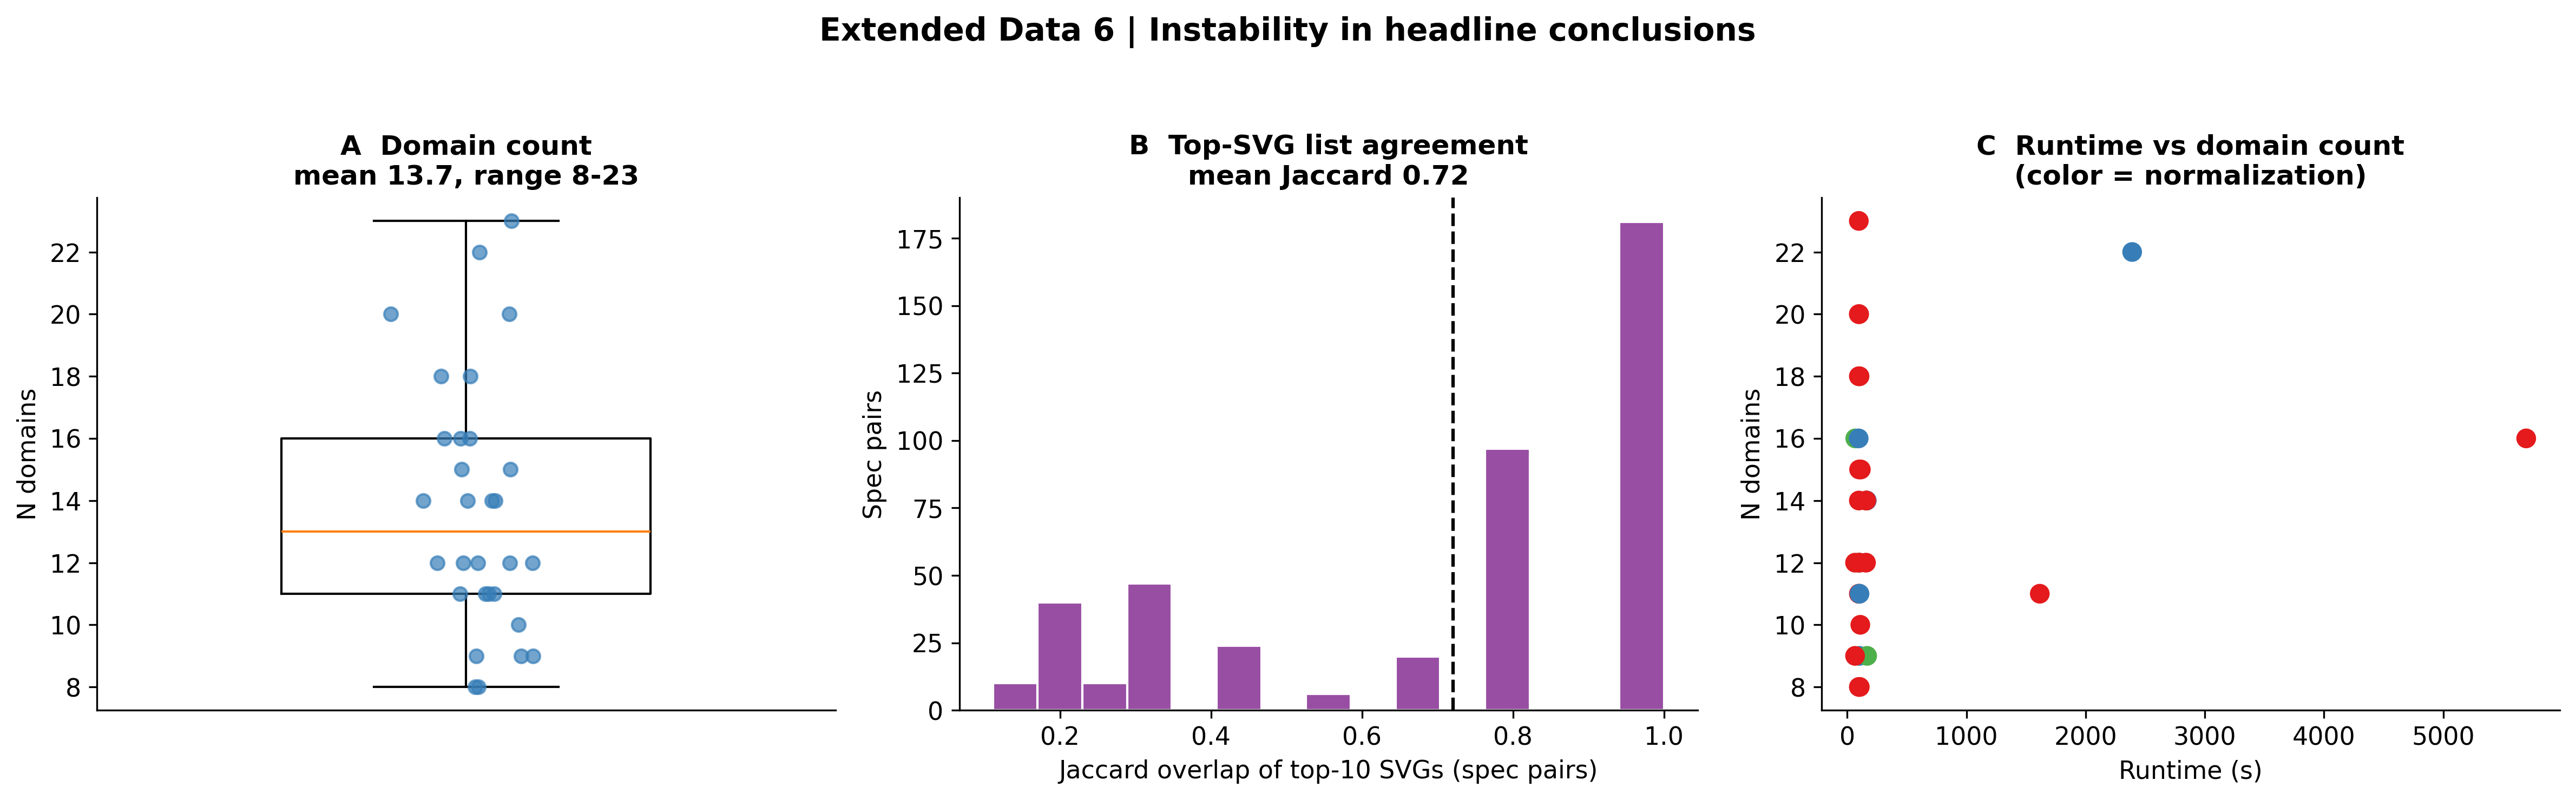 Extended Data 6 | Instability in headline conclusions
A  Domain count
mean 13.7, range 8-23
N domains
22
20
18
16
14
12
10
8
B  Top-SVG list agreement
mean Jaccard 0.72
Spec pairs
175
150
125
100
75
50
25
0
0.2 0.4 0.6 0.8 1.0
Jaccard overlap of top-10 SVGs (spec pairs)
C  Runtime vs domain count
(color = normalization)
N domains
22
20
18
16
14
12
10
8
0 1000 2000 3000 4000 5000
Runtime (s)